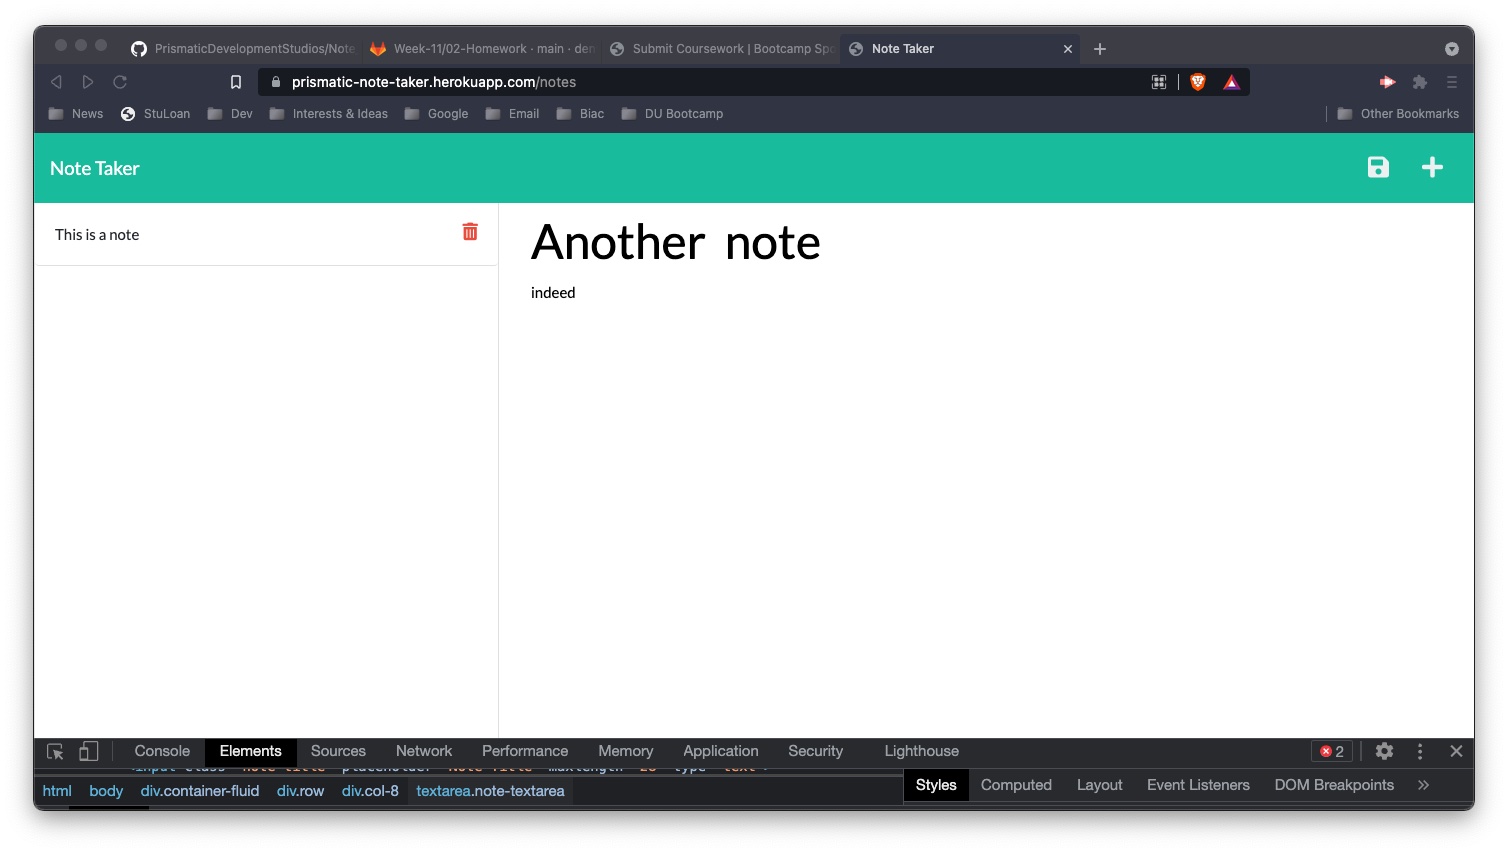 PrismaticDevelopmentStudios/Note
Week-11/02-Homework · main · den
Submit Coursework | Bootcamp Spo
Note Taker
prismatic-note-taker.herokuapp.com/notes
News StuLoan Dev Interests & Ideas Google Email Biac DU Bootcamp Other Bookmarks
Note Taker
This is a note
Another note
indeed
Console Elements Sources Network Performance Memory Application Security Lighthouse 2
html body div.container-fluid div.row div.col-8 textarea.note-textarea
Styles Computed Layout Event Listeners DOM Breakpoints »